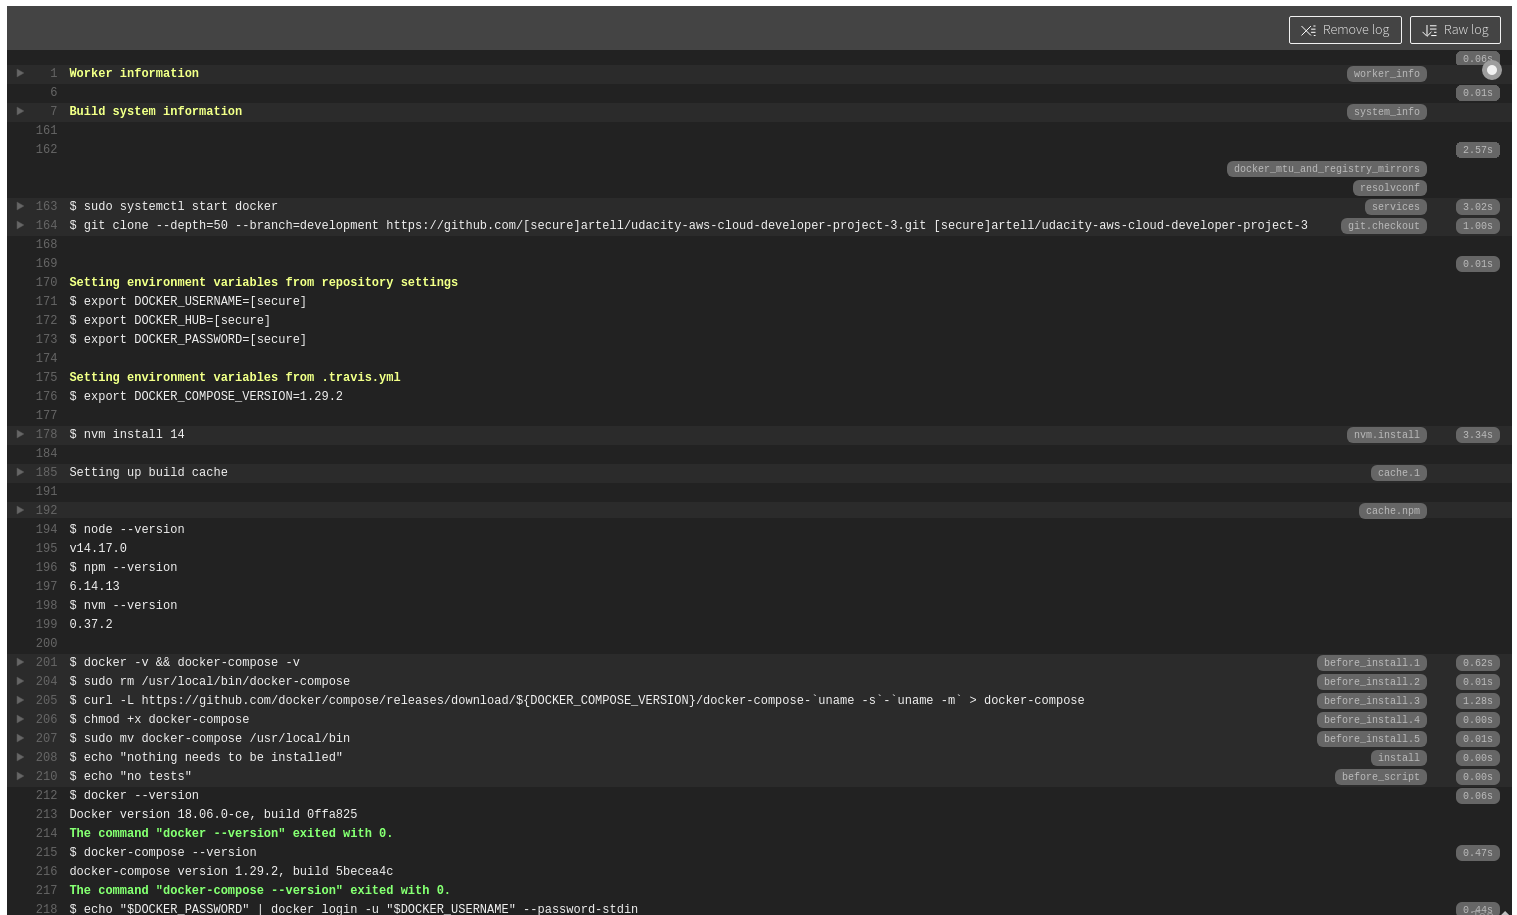 Remove log Raw log
0.06s
1 Worker information worker_info
6 0.01s
7 Build system information system_info
161
162 2.57s
docker_mtu_and_registry_mirrors
resolvconf
163 $ sudo systemctl start docker services 3.02s
164 $ git clone --depth=50 --branch=development https://github.com/[secure]artell/udacity-aws-cloud-developer-project-3.git [secure]artell/udacity-aws-cloud-developer-project-3 git.checkout 1.00s
168
169 0.01s
170 Setting environment variables from repository settings
171 $ export DOCKER_USERNAME=[secure]
172 $ export DOCKER_HUB=[secure]
173 $ export DOCKER_PASSWORD=[secure]
174
175 Setting environment variables from .travis.yml
176 $ export DOCKER_COMPOSE_VERSION=1.29.2
177
178 $ nvm install 14 nvm.install 3.34s
184
185 Setting up build cache cache.1
191
192 cache.npm
194 $ node --version
195 v14.17.0
196 $ npm --version
197 6.14.13
198 $ nvm --version
199 0.37.2
200
201 $ docker -v && docker-compose -v before_install.1 0.62s
204 $ sudo rm /usr/local/bin/docker-compose before_install.2 0.01s
205 $ curl -L https://github.com/docker/compose/releases/download/${DOCKER_COMPOSE_VERSION}/docker-compose-`uname -s`-`uname -m` > docker-compose before_install.3 1.28s
206 $ chmod +x docker-compose before_install.4 0.00s
207 $ sudo mv docker-compose /usr/local/bin before_install.5 0.01s
208 $ echo "nothing needs to be installed" install 0.00s
210 $ echo "no tests" before_script 0.00s
212 $ docker --version 0.06s
213 Docker version 18.06.0-ce, build 0ffa825
214 The command "docker --version" exited with 0.
215 $ docker-compose --version 0.47s
216 docker-compose version 1.29.2, build 5becea4c
217 The command "docker-compose --version" exited with 0.
218 $ echo "$DOCKER_PASSWORD" | docker login -u "$DOCKER_USERNAME" --password-stdin 0.44s